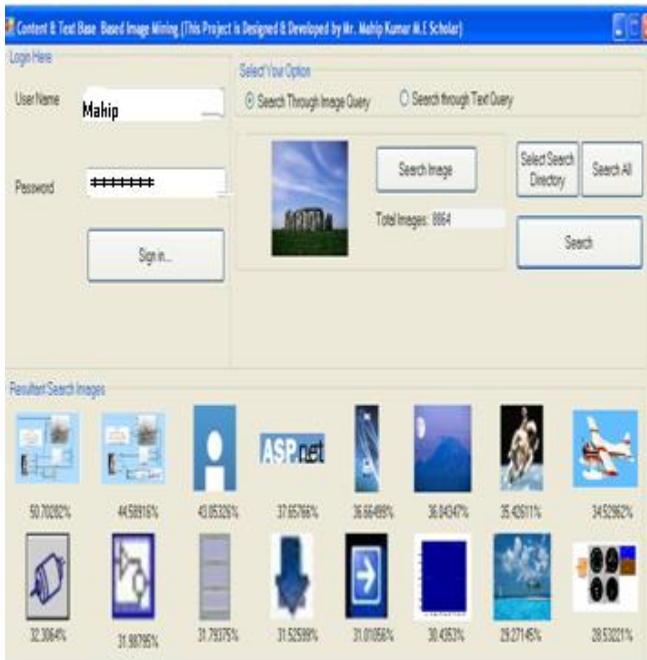 Content & Text Base Based Image Mining (This Project is Designed & Developed by Mr. Mahip Kumar M.E Scholar)
Login Here
User Name
Mahip
Password
Sign in...
Select Your Option
Search Through Image Query
Search through Text Query
Search Image
Total Images: 8864
Select Search
Directory
Search All
Search
Resultant Search Images
ASP.net
50.70282%
44.58916%
43.05326%
37.65766%
36.66499%
36.04347%
35.42611%
34.52962%
32.3064%
31.98795%
31.79375%
31.52599%
31.01056%
30.4353%
29.27145%
28.53221%